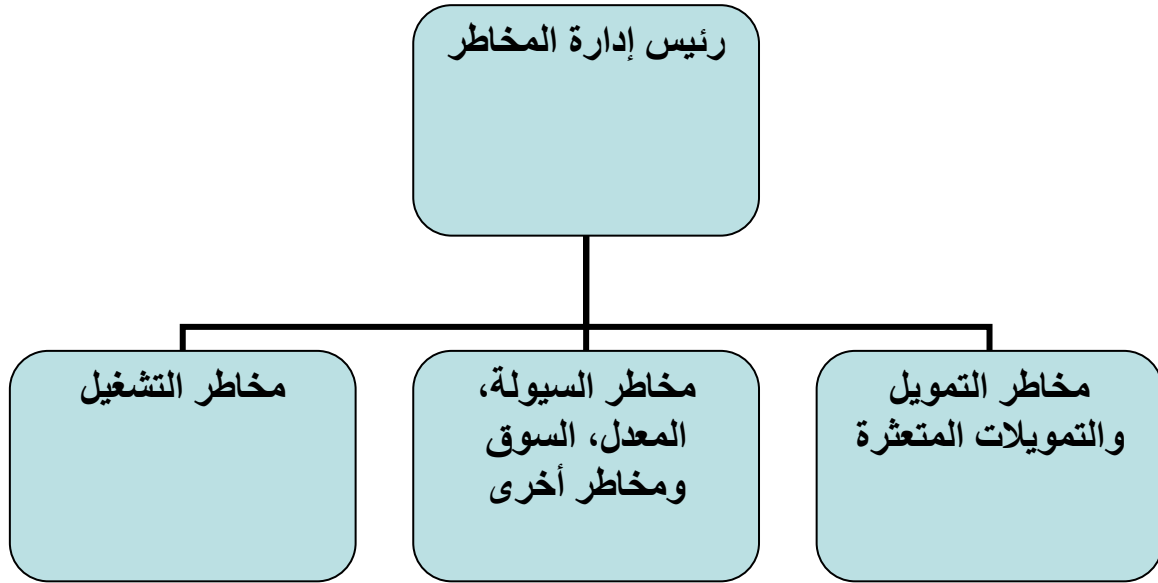 رئيس إدارة المخاطر
مخاطر التمويل
والتمويلات المتعثرة
مخاطر السيولة،
المعدل، السوق
ومخاطر أخرى
مخاطر التشغيل